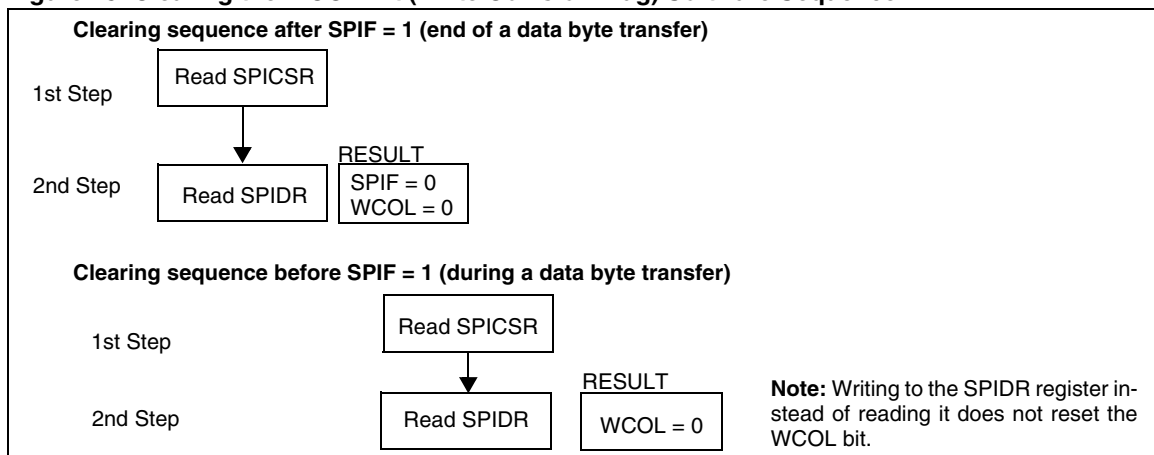 Clearing sequence after SPIF = 1 (end of a data byte transfer)
1st Step
Read SPICSR
2nd Step
Read SPIDR
RESULT
SPIF = 0
WCOL = 0
Clearing sequence before SPIF = 1 (during a data byte transfer)
1st Step
Read SPICSR
2nd Step
Read SPIDR
RESULT
WCOL = 0
Note: Writing to the SPIDR register in-
stead of reading it does not reset the
WCOL bit.